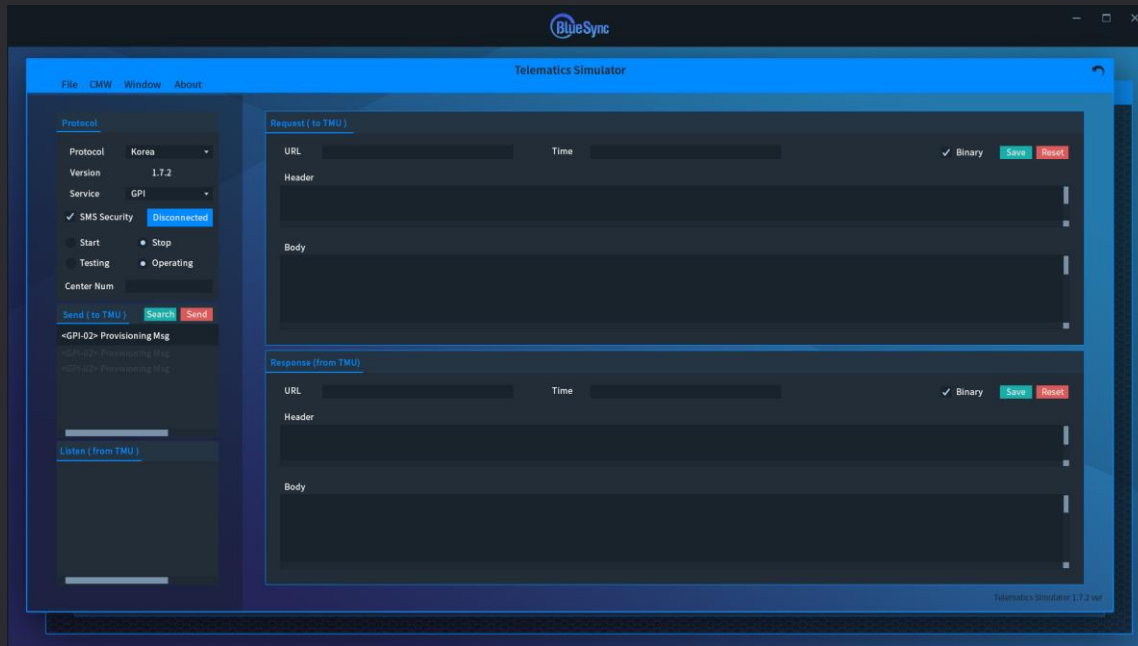 BlueSync
Telematics Simulator
File CMW Window About
Protocol
Protocol Korea
Version 1.7.2
Service GPI
SMS Security Disconnected
Start Stop
Testing Operating
Center Num
Send ( to TMU ) Search Send
<GPI-02> Provisioning Msg
<GPI-02> Provisioning Msg
<GPI-02> Provisioning Msg
Listen ( from TMU )
Request ( to TMU )
URL Time Binary Save Reset
Header
Body
Response (from TMU)
URL Time Binary Save Reset
Header
Body
Telematics Simulator 1.7.2 ver